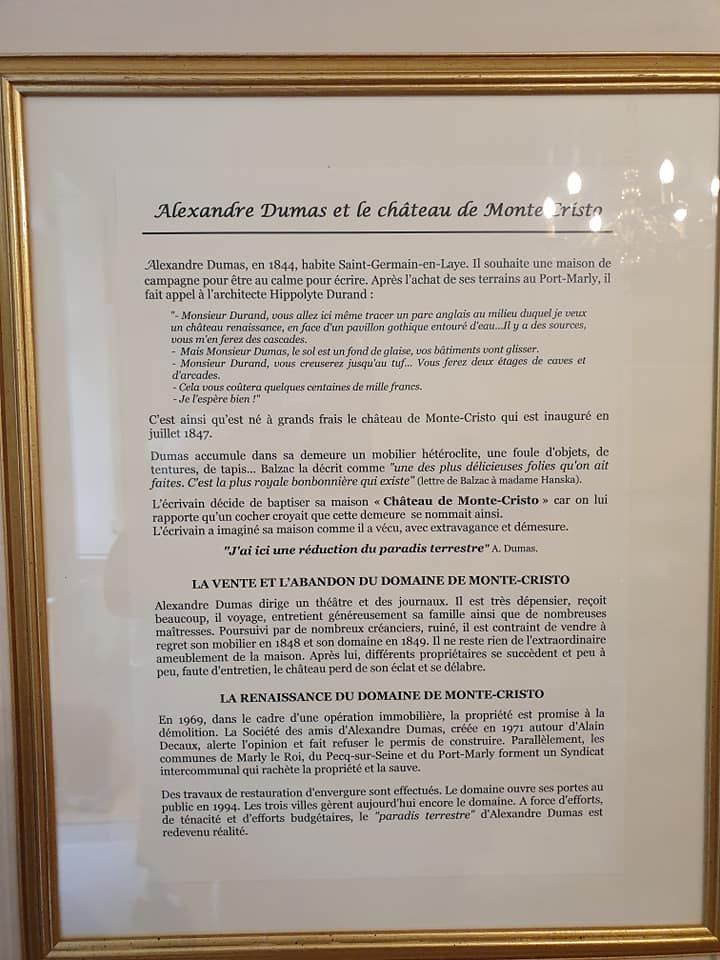 Alexandre Dumas et le château de Monte Cristo
Alexandre Dumas, en 1844, habite Saint-Germain-en-Laye. Il souhaite une maison de
campagne pour être au calme pour écrire. Après l'achat de ses terrains au Port-Marly, il
fait appel à l'architecte Hippolyte Durand :
"- Monsieur Durand, vous allez ici même tracer un parc anglais au milieu duquel je veux
un château renaissance, en face d'un pavillon gothique entouré d'eau...Il y a des sources,
vous m'en ferez des cascades.
- Mais Monsieur Dumas, le sol est un fond de glaise, vos bâtiments vont glisser.
- Monsieur Durand, vous creuserez jusqu'au tuf... Vous ferez deux étages de caves et
d'arcades.
- Cela vous coûtera quelques centaines de mille francs.
- Je l'espère bien !"
C'est ainsi qu'est né à grands frais le château de Monte-Cristo qui est inauguré en
juillet 1847.
Dumas accumule dans sa demeure un mobilier hétéroclite, une foule d'objets, de
tentures, de tapis... Balzac la décrit comme "une des plus délicieuses folies qu'on ait
faites. C'est la plus royale bonbonnière qui existe" (lettre de Balzac à madame Hanska).
L'écrivain décide de baptiser sa maison « Château de Monte-Cristo » car on lui
rapporte qu'un cocher croyait que cette demeure se nommait ainsi.
L'écrivain a imaginé sa maison comme il a vécu, avec extravagance et démesure.
"J'ai ici une réduction du paradis terrestre" A. Dumas.
LA VENTE ET L'ABANDON DU DOMAINE DE MONTE-CRISTO
Alexandre Dumas dirige un théâtre et des journaux. Il est très dépensier, reçoit
beaucoup, il voyage, entretient généreusement sa famille ainsi que de nombreuses
maîtresses. Poursuivi par de nombreux créanciers, ruiné, il est contraint de vendre à
regret son mobilier en 1848 et son domaine en 1849. Il ne reste rien de l'extraordinaire
ameublement de la maison. Après lui, différents propriétaires se succèdent et peu à
peu, faute d'entretien, le château perd de son éclat et se délabre.
LA RENAISSANCE DU DOMAINE DE MONTE-CRISTO
En 1969, dans le cadre d'une opération immobilière, la propriété est promise à la
démolition. La Société des amis d'Alexandre Dumas, créée en 1971 autour d'Alain
Decaux, alerte l'opinion et fait refuser le permis de construire. Parallèlement, les
communes de Marly le Roi, du Pecq-sur-Seine et du Port-Marly forment un Syndicat
intercommunal qui rachète la propriété et la sauve.
Des travaux de restauration d'envergure sont effectués. Le domaine ouvre ses portes au
public en 1994. Les trois villes gèrent aujourd'hui encore le domaine. A force d'efforts,
de ténacité et d'efforts budgétaires, le "paradis terrestre" d'Alexandre Dumas est
redevenu réalité.